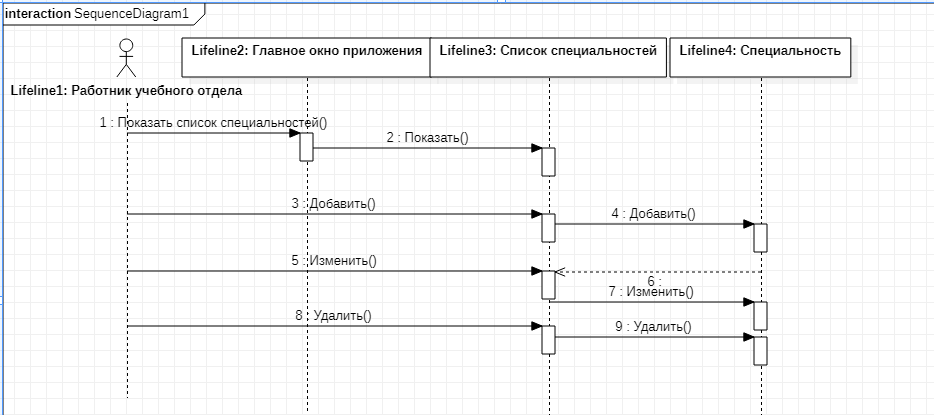 interaction SequenceDiagram1
Lifeline2: Главное окно приложения
Lifeline3: Список специальностей
Lifeline4: Специальность
Lifeline1: Работник учебного отдела
1 : Показать список специальностей()
2 : Показать()
3 : Добавить()
4 : Добавить()
5 : Изменить()
6 :
7 : Изменить()
8 : Удалить()
9 : Удалить()